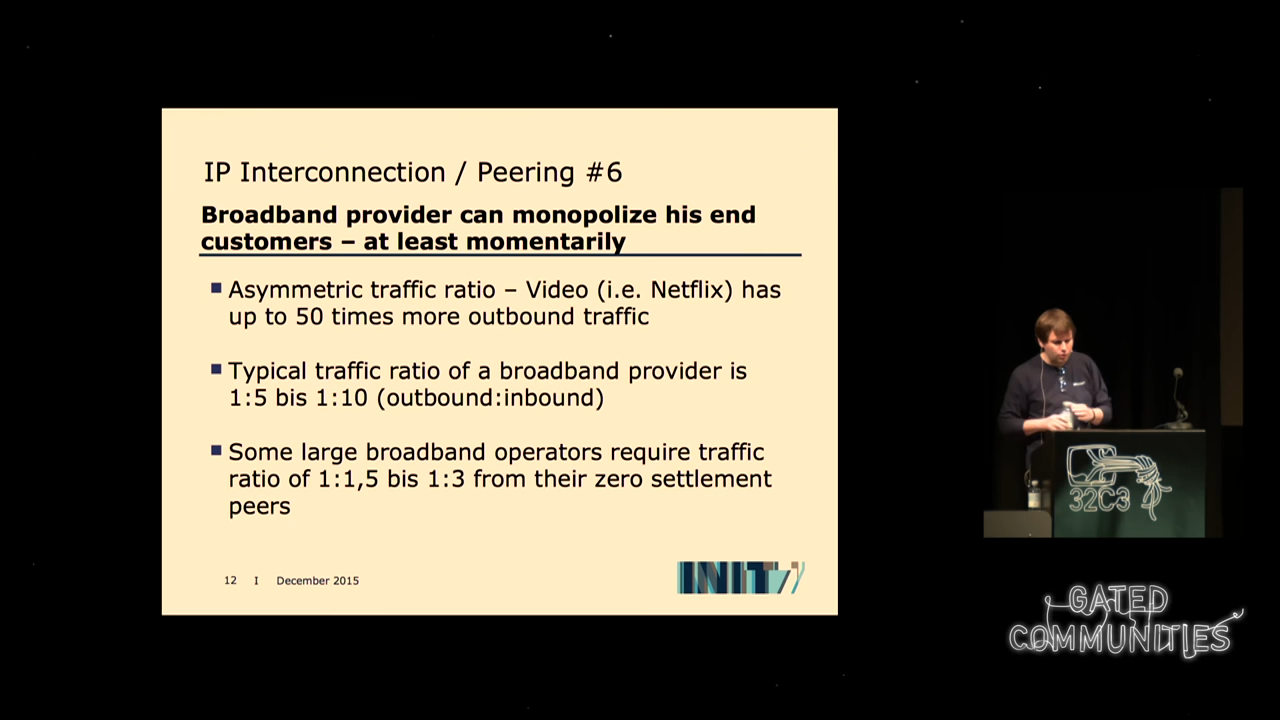 IP Interconnection / Peering #6
Broadband provider can monopolize his end
customers – at least momentarily
Asymmetric traffic ratio – Video (i.e. Netflix) has
up to 50 times more outbound traffic
Typical traffic ratio of a broadband provider is
1:5 bis 1:10 (outbound:inbound)
Some large broadband operators require traffic
ratio of 1:1,5 bis 1:3 from their zero settlement
peers
12 I December 2015
INIT7
32C3
GATED
COMMUNITIES